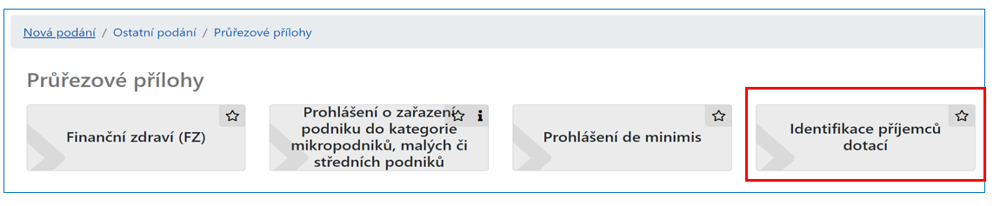 Nová podání / Ostatní podání / Průřezové přílohy
Průřezové přílohy
Finanční zdraví (FZ)
Prohlášení o zařazení
podniku do kategorie
mikropodniků, malých či
středních podniků
Prohlášení de minimis
Identifikace příjemců
dotací